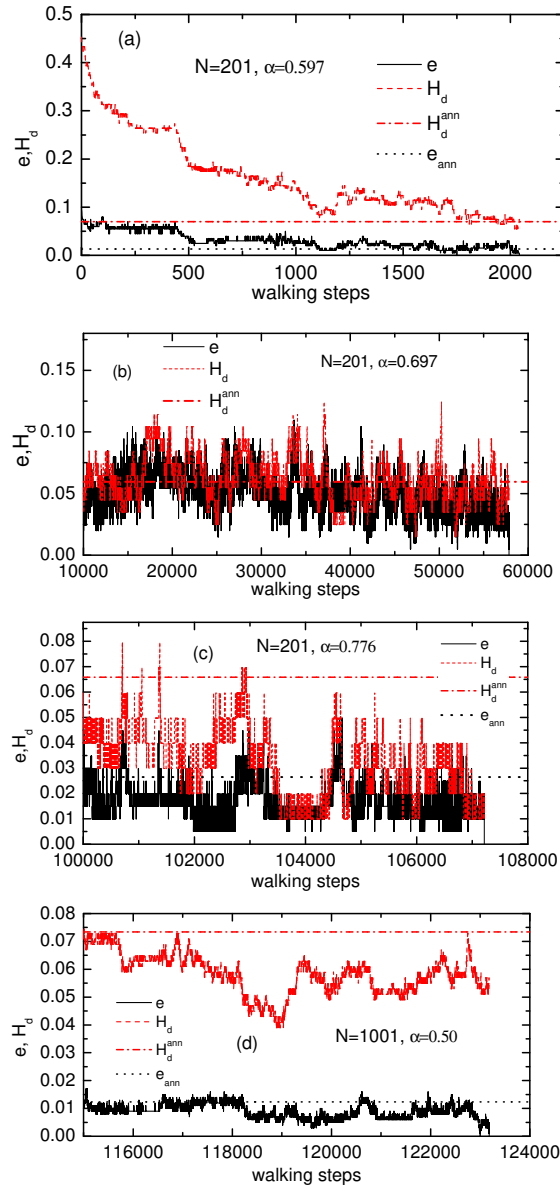 (a)
N=201, α=0.597
e
H_d
H_d^ann
e_ann
0.5
0.4
0.3
0.2
0.1
0.0
e,H_d
0 500 1000 1500 2000
walking steps
(b)
e
H_d
H_d^ann
N=201, α=0.697
0.15
0.10
0.05
0.00
e,H_d
10000 20000 30000 40000 50000 60000
walking steps
(c)
N=201, α=0.776
e
H_d
H_d^ann
e_ann
0.08
0.07
0.06
0.05
0.04
0.03
0.02
0.01
0.00
e,H_d
100000 102000 104000 106000 108000
walking steps
0.08
0.07
0.06
0.05
0.04
0.03
0.02
0.01
0.00
e, H_d
e
H_d
H_d^ann
e_ann
(d)
N=1001, α=0.50
116000 118000 120000 122000 124000
walking steps